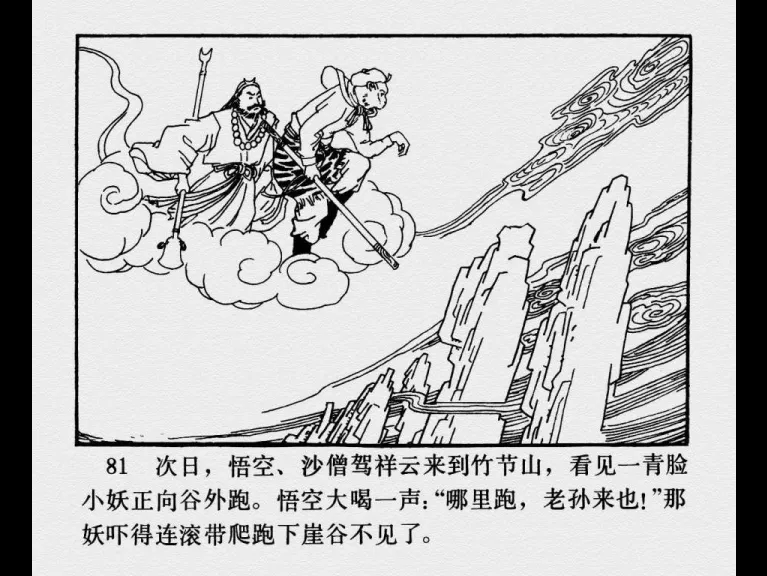 81 次日，悟空、沙僧驾祥云来到竹节山，看见一青脸
小妖正向谷外跑。悟空大喝一声：“哪里跑，老孙来也！”那
妖吓得连滚带爬跑下崖谷不见了。